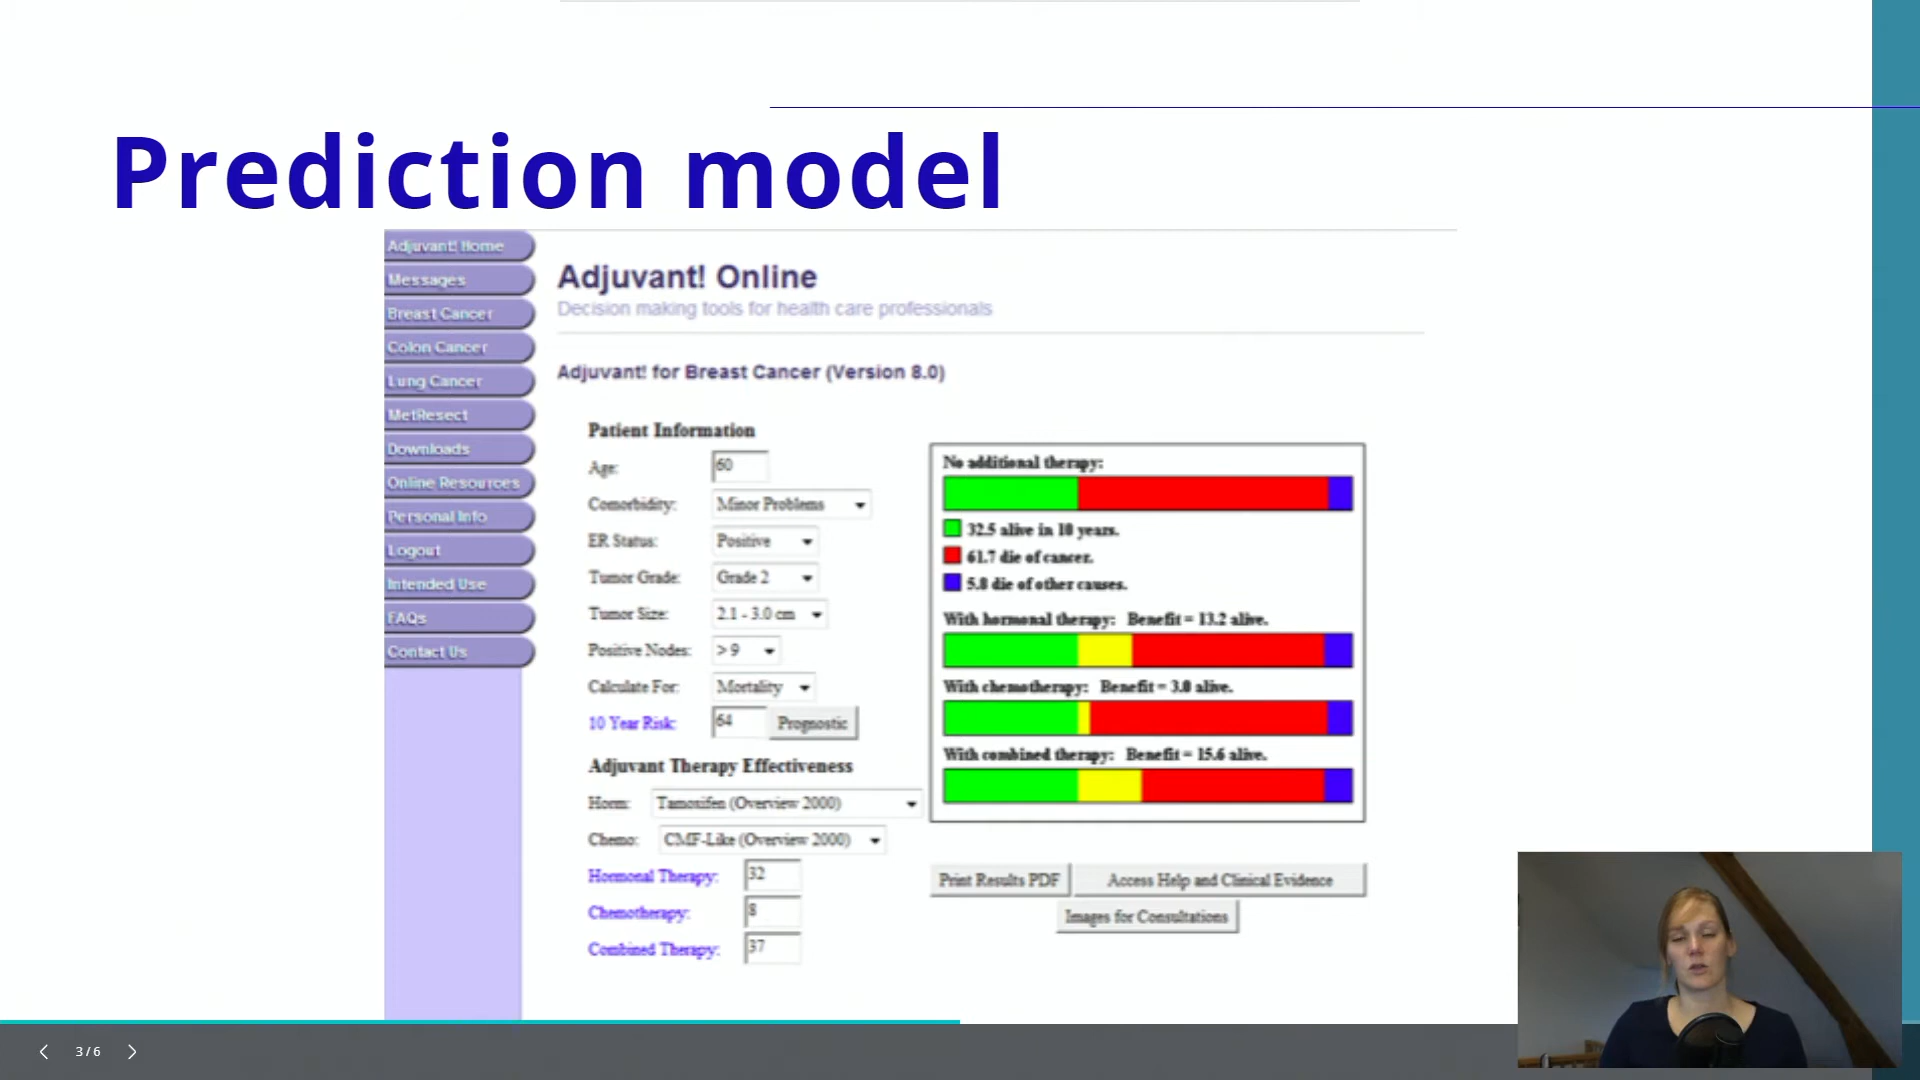 Prediction model
Adjuvant! Home
Messages
Breast Cancer
Colon Cancer
Lung Cancer
MetResect
Downloads
Online Resources
Personal Info
Logout
Intended Use
FAQs
Contact Us
Adjuvant! Online
Decision making tools for health care professionals
Adjuvant! for Breast Cancer (Version 8.0)
Patient Information
Age: 60
Comorbidity: Minor Problems
ER Status: Positive
Tumor Grade: Grade 2
Tumor Size: 2.1 - 3.0 cm
Positive Nodes: > 9
Calculate For: Mortality
10 Year Risk: 64 Prognostic
Adjuvant Therapy Effectiveness
Horm: Tamoxifen (Overview 2000)
Chemo: CMF-Like (Overview 2000)
Hormonal Therapy: 32
Chemotherapy: 8
Combined Therapy: 37
No additional therapy:
32.5 alive in 10 years.
61.7 die of cancer.
5.8 die of other causes.
With hormonal therapy: Benefit = 13.2 alive.
With chemotherapy: Benefit = 3.0 alive.
With combined therapy: Benefit = 15.6 alive.
Print Results PDF
Access Help and Clinical Evidence
Images for Consultations
3 / 6